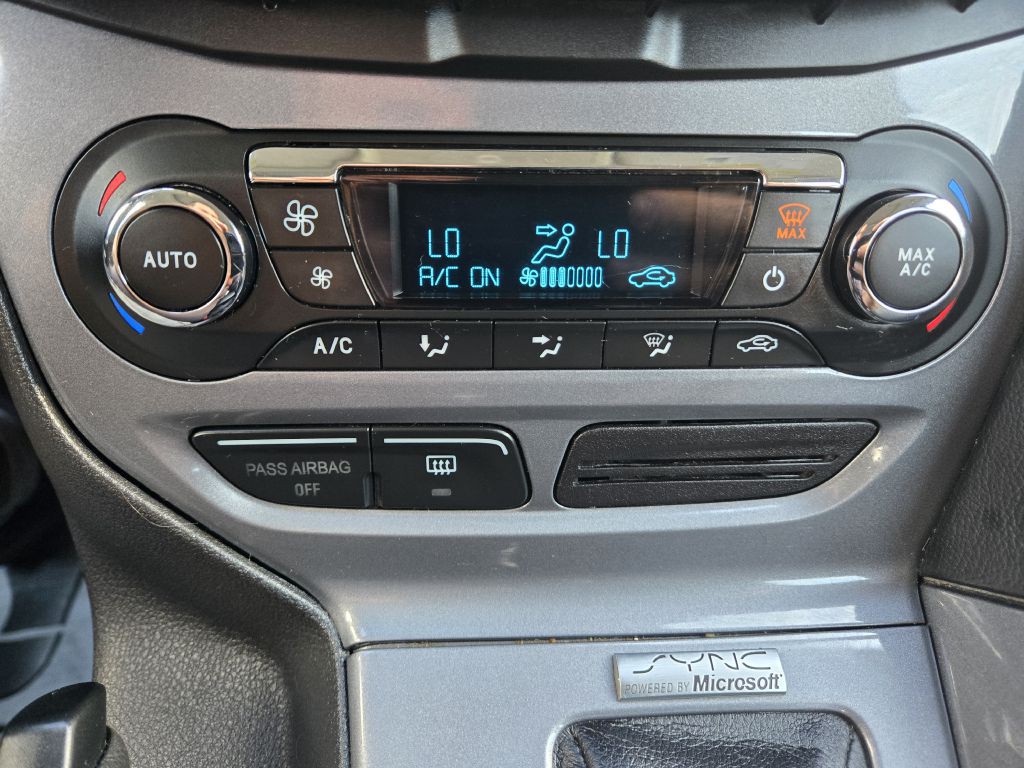 AUTO
LO
LO
A/C ON
MAX
MAX
A/C
A/C
PASS AIRBAG
OFF
SYNC
POWERED BY Microsoft